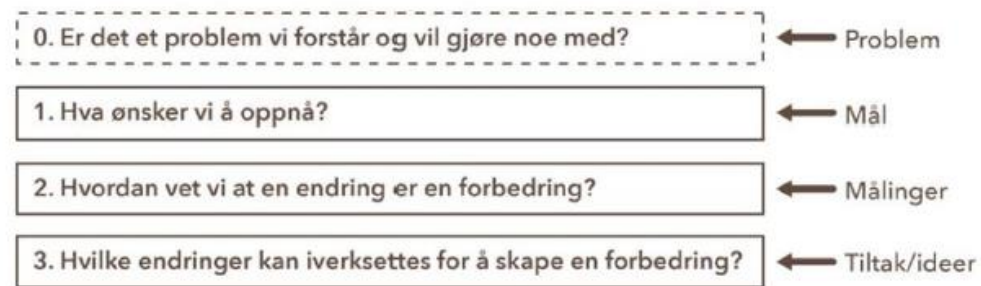 0. Er det et problem vi forstår og vil gjøre noe med? Problem
1. Hva ønsker vi å oppnå? Mål
2. Hvordan vet vi at en endring er en forbedring? Målinger
3. Hvilke endringer kan iverksettes for å skape en forbedring? Tiltak/ideer